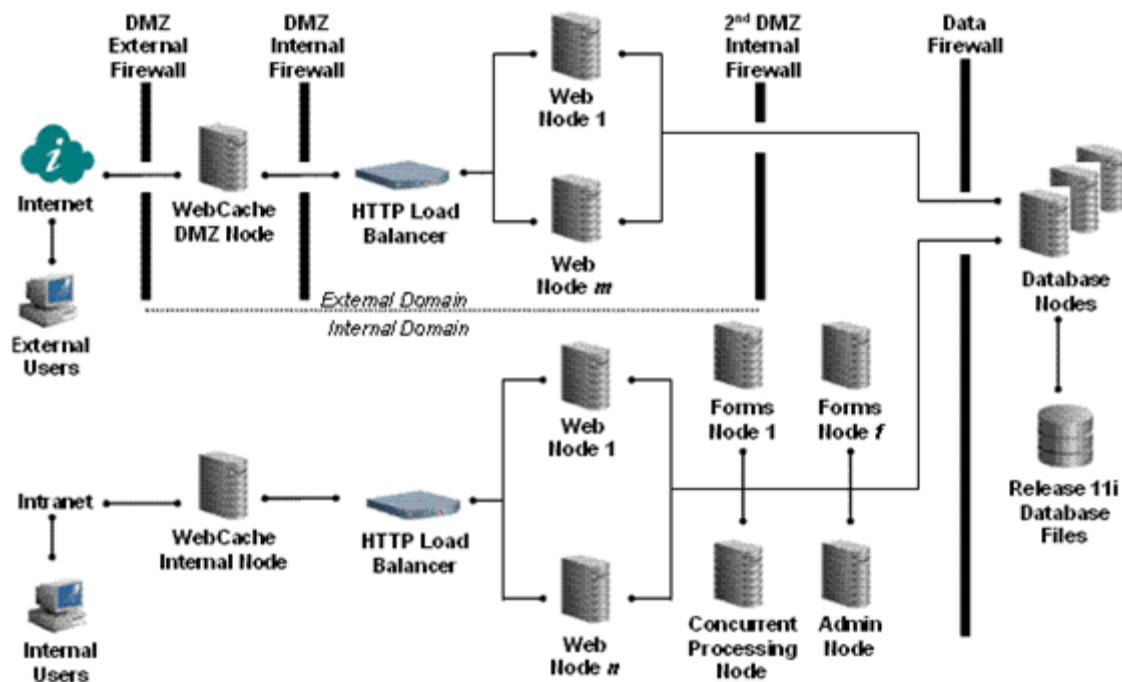 DMZ
External
Firewall
DMZ
Internal
Firewall
2nd DMZ
Internal
Firewall
Data
Firewall
Web
Node 1
i
Internet
WebCache
DMZ Node
HTTP Load
Balancer
Web
Node m
Database
Nodes
External Domain
Internal Domain
External
Users
Web
Node 1
Forms
Node 1
Forms
Node f
Intranet
WebCache
Internal Node
HTTP Load
Balancer
Release 11i
Database
Files
Internal
Users
Web
Node n
Concurrent
Processing
Node
Admin
Node